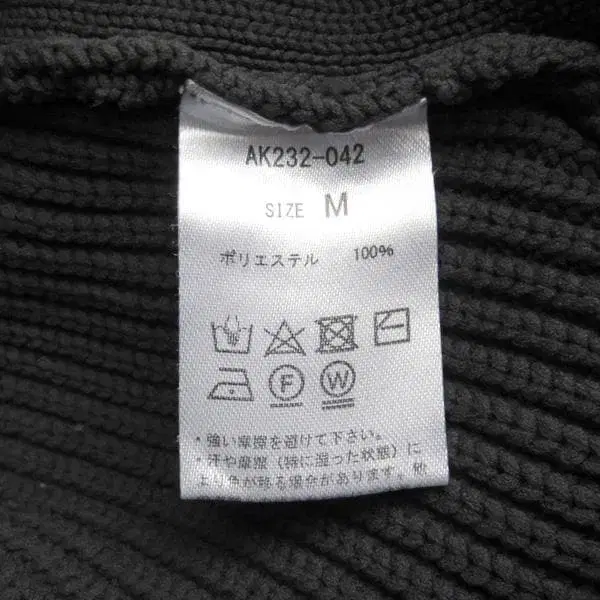 AK232-042
SIZE M
ポリエステル 100%
F W
・強い摩擦を避けて下さい。
・汗や摩擦（特に湿った状態）に
より色が移る場合があります。他